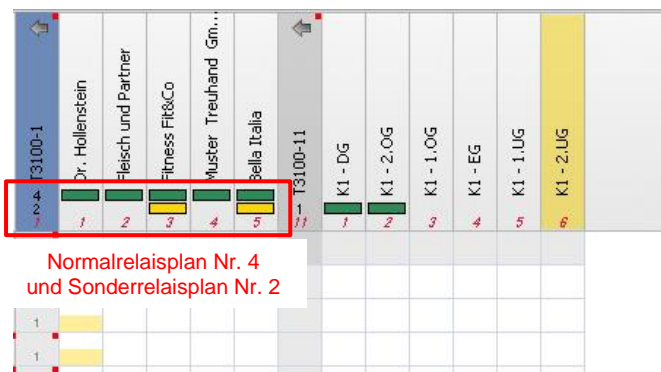 T3100-1
Dr. Hollenstein
Fleisch und Partner
Fitness Fit&Co
Muster Treuhand Gm...
Bella Italia
T3100-11
K1 - DG
K1 - 2.OG
K1 - 1.OG
K1 - EG
K1 - 1.UG
K1 - 2.UG
4
2 1
1 1 2 3 4 5 11 1 2 3 4 5 6
Normalrelaisplan Nr. 4
und Sonderrelaisplan Nr. 2
1
1